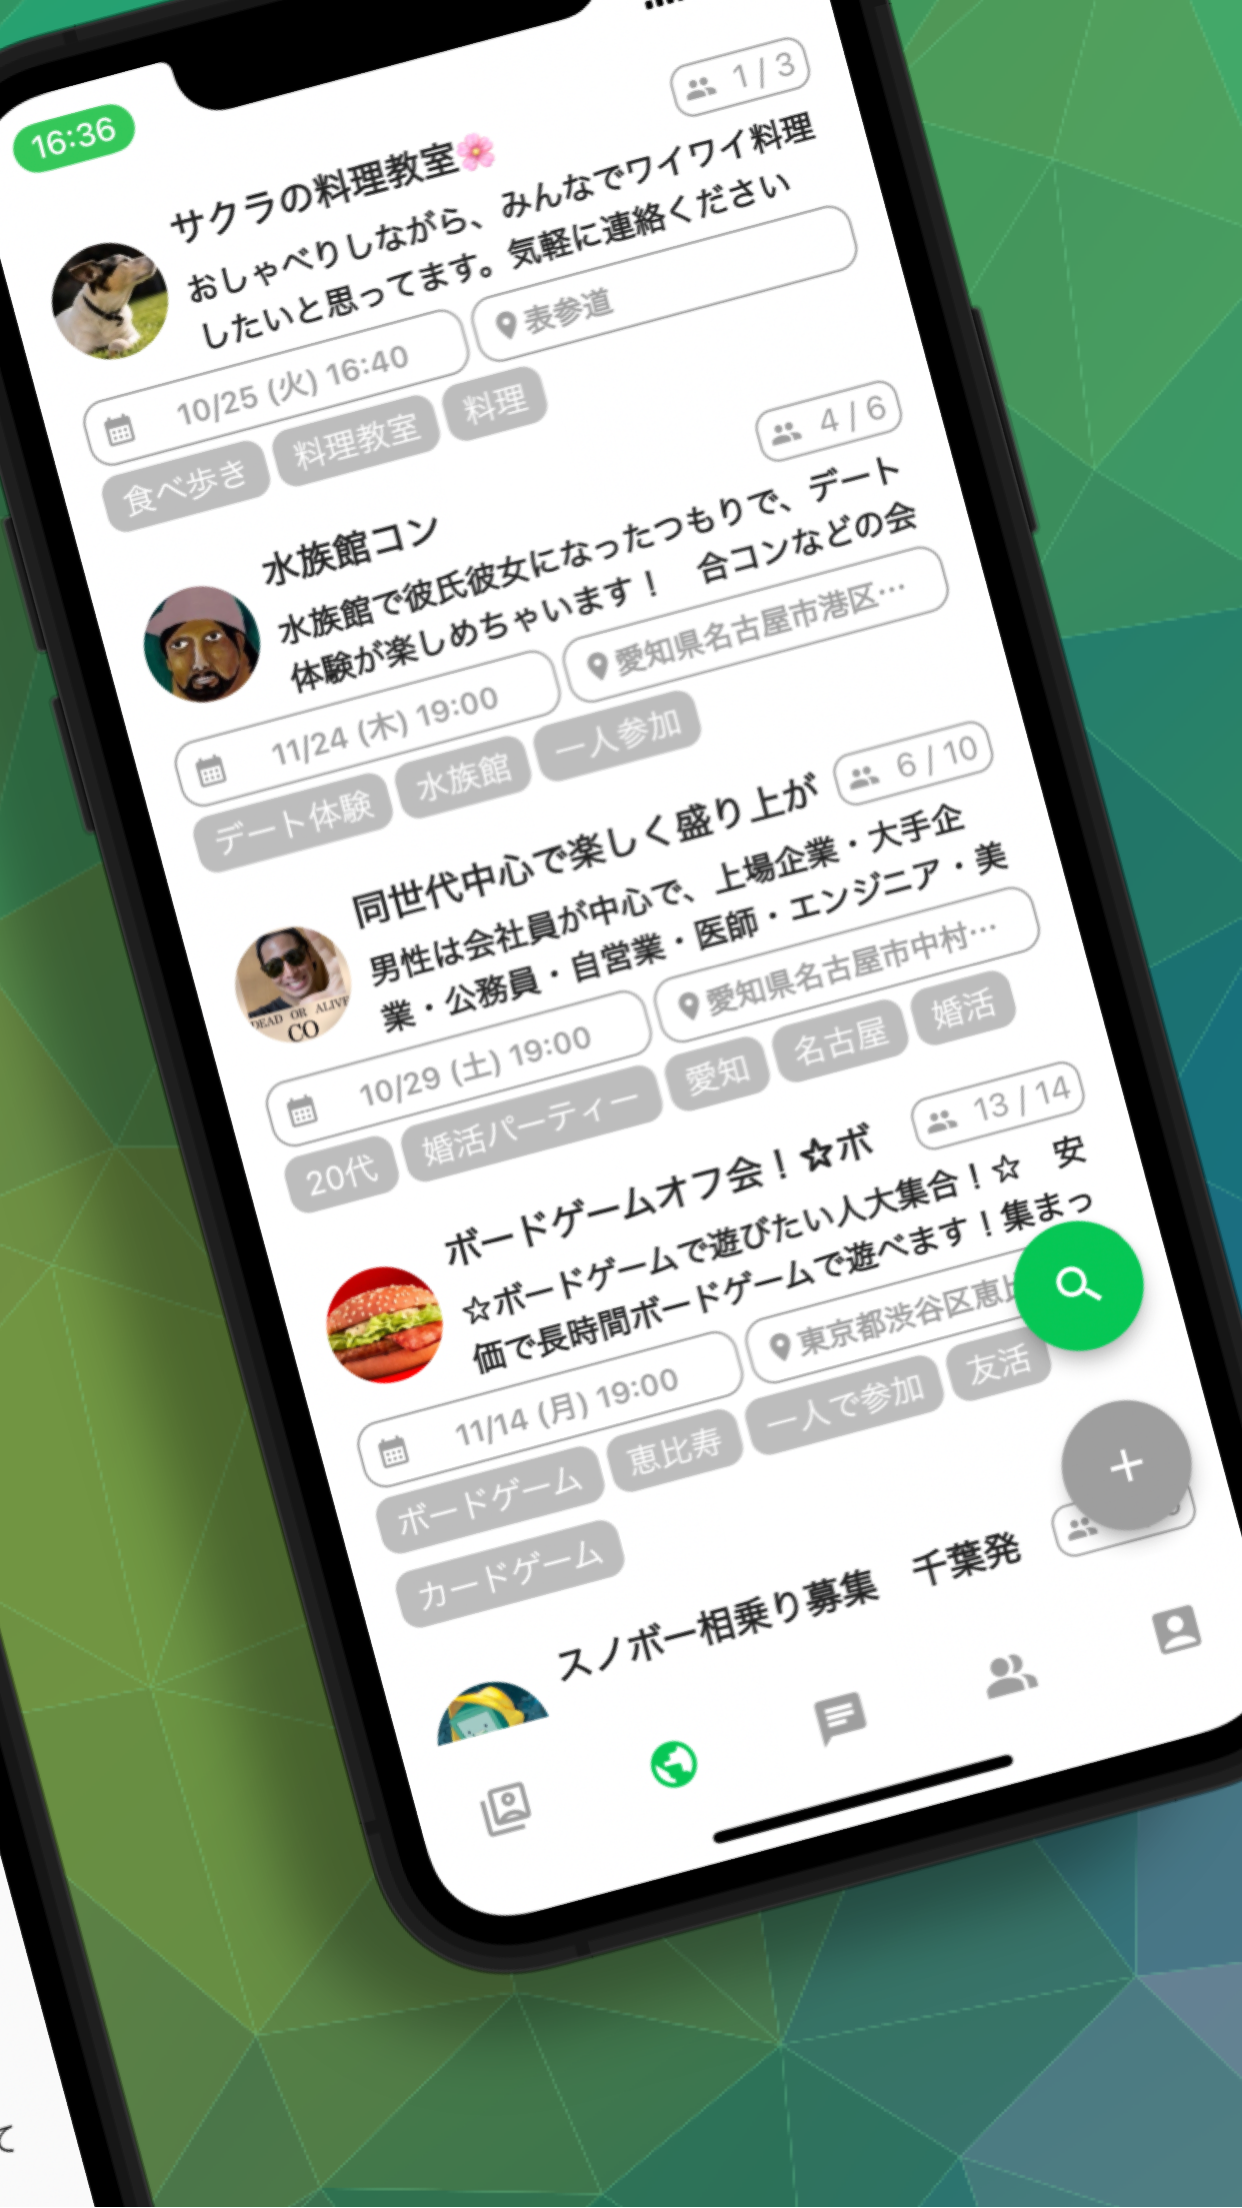 16:36
1 / 3
サクラの料理教室🌸
おしゃべりしながら、みんなでワイワイ料理
したいと思ってます。気軽に連絡ください
10/25 (火) 16:40
表参道
食べ歩き 料理教室 料理
4 / 6
水族館コン
水族館で彼氏彼女になったつもりで、デート
体験が楽しめちゃいます！　合コンなどの会
11/24 (木) 19:00
愛知県名古屋市港区…
デート体験 水族館 一人参加
6 / 10
同世代中心で楽しく盛り上が
男性は会社員が中心で、上場企業・大手企
業・公務員・自営業・医師・エンジニア・美
DEAD OR ALIVE
CO
10/29 (土) 19:00
愛知県名古屋市中村…
20代 婚活パーティー 愛知 名古屋 婚活
13 / 14
ボードゲームオフ会！☆ボ
☆ボードゲームで遊びたい人大集合！☆　安
価で長時間ボードゲームで遊べます！集まっ
11/14 (月) 19:00
東京都渋谷区恵比
ボードゲーム 恵比寿 一人で参加 友活
カードゲーム
スノボー相乗り募集　千葉発
て